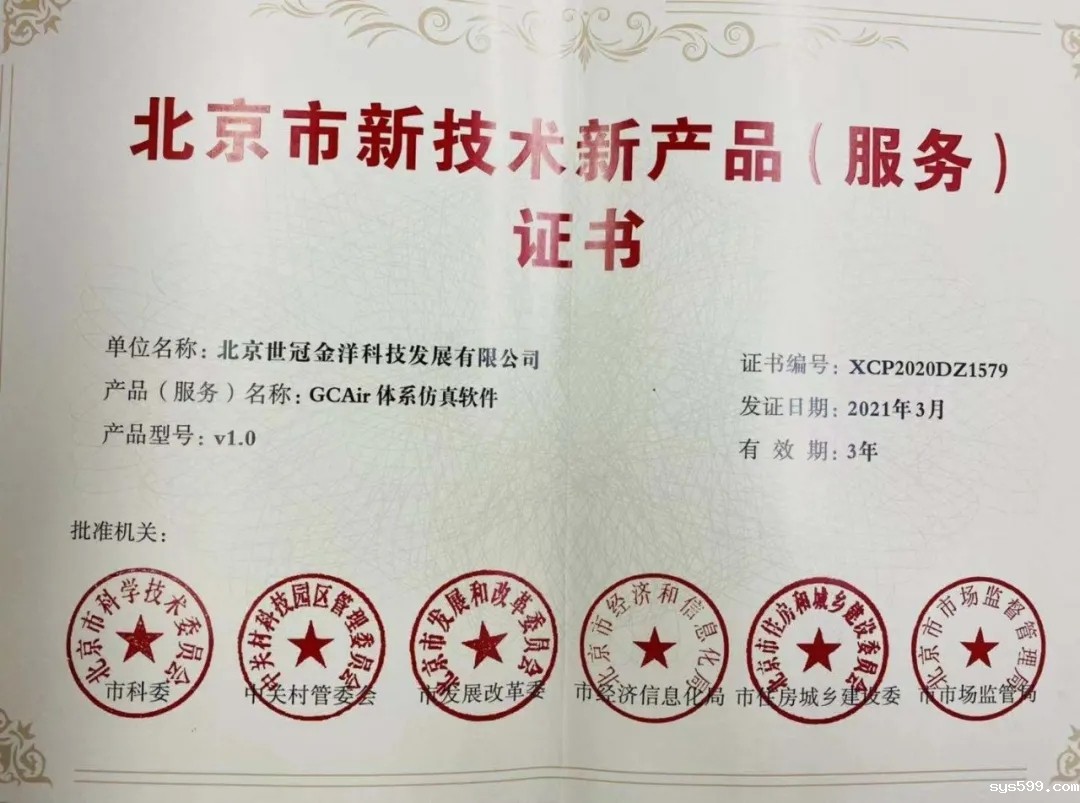 北京市新技术新产品（服务）
证书
单位名称：北京世冠金洋科技发展有限公司
产品（服务）名称：GCAir 体系仿真软件
产品型号：v1.0
证书编号：XCP2020DZ1579
发证日期：2021年3月
有 效 期：3年
批准机关：
北京市科学技术委员会
中关村科技园区管理委员会
北京市发展和改革委员会
北京市经济和信息化局
北京市住房和城乡建设委员会
北京市市场监督管理局
市科委
中关村管委会
市发展改革委
市经济信息化局
市住房城乡建设委
市市场监管局
sys599.com